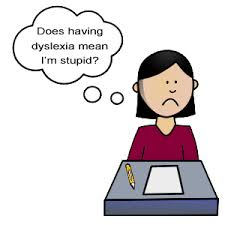 Does having
dyslexia mean
I'm stupid?